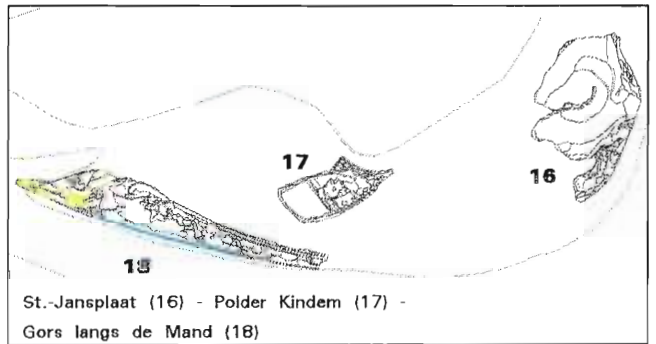 17
16
18
St.-Jansplaat (16) - Polder Kindem (17) -
Gors langs de Mand (18)